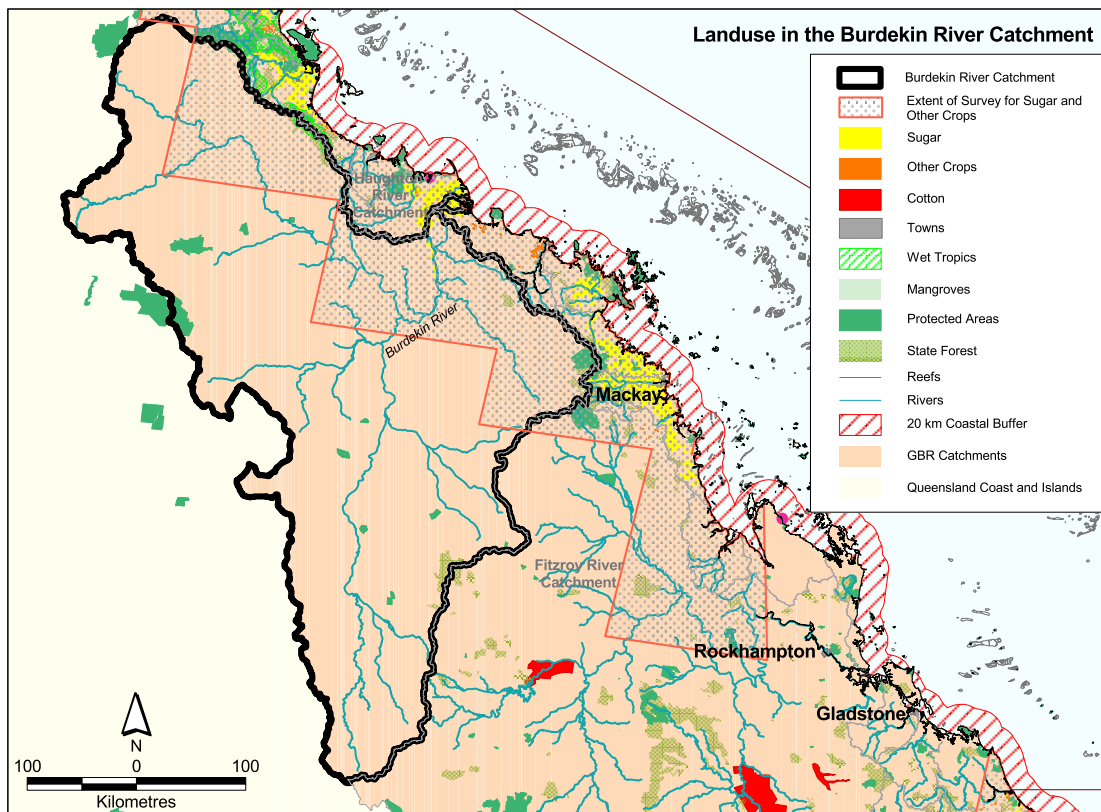 Landuse in the Burdekin River Catchment
Burdekin River Catchment
Extent of Survey for Sugar and
Other Crops
Sugar
Other Crops
Cotton
Towns
Wet Tropics
Mangroves
Protected Areas
State Forest
Reefs
Rivers
20 km Coastal Buffer
GBR Catchments
Queensland Coast and Islands
Haughton
River
Catchment
Burdekin River
Mackay
Fitzroy River
Catchment
Rockhampton
Gladstone
N
100 0 100
Kilometres